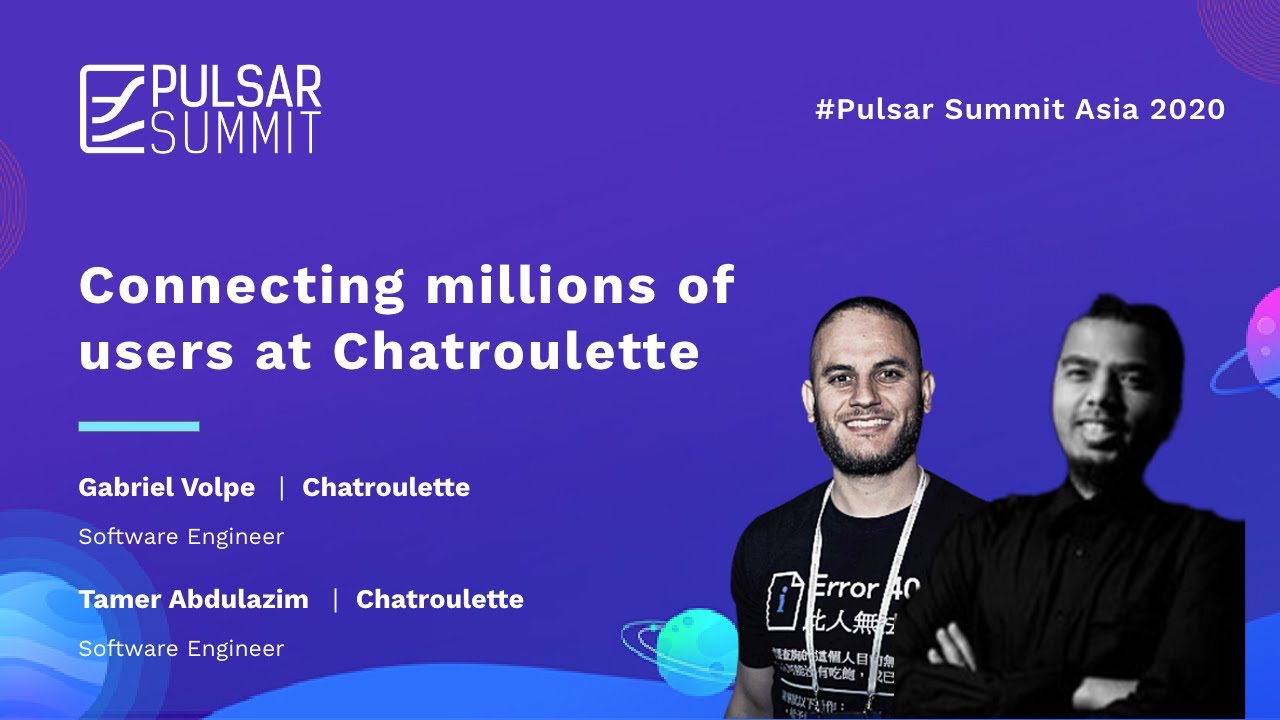 PULSAR
SUMMIT
#Pulsar Summit Asia 2020
Connecting millions of
users at Chatroulette
Gabriel Volpe | Chatroulette
Software Engineer
Tamer Abdulazim | Chatroulette
Software Engineer
i
Error 40
此人無法